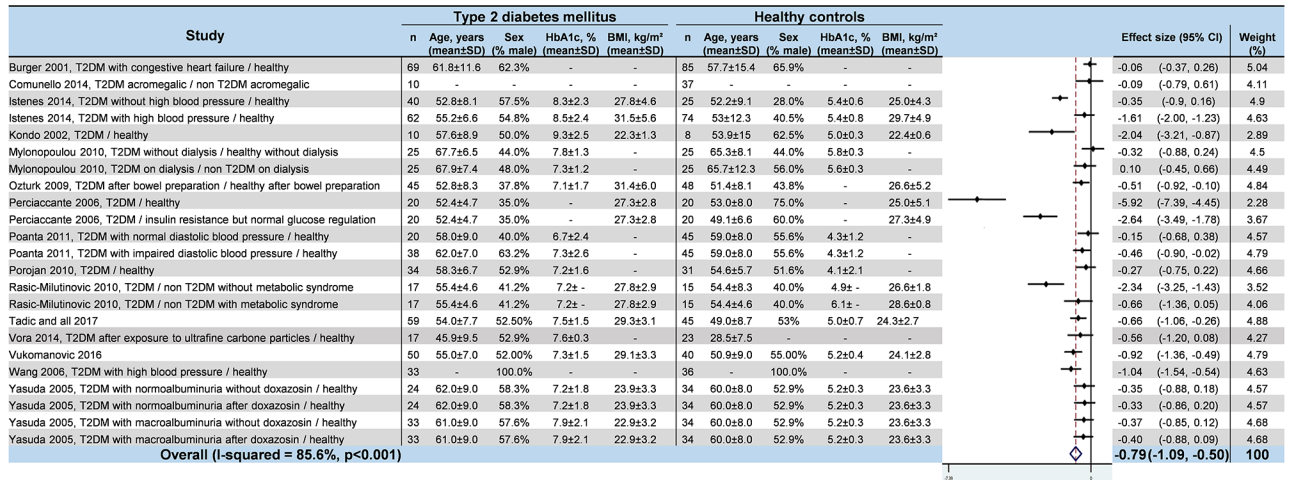 Type 2 diabetes mellitus Healthy controls
Study n Age, years (mean±SD) Sex (% male) HbA1c, % (mean±SD) BMI, kg/m² (mean±SD) n Age, years (mean±SD) Sex (% male) HbA1c, % (mean±SD) BMI, kg/m² (mean±SD) Effect size (95% CI) Weight (%)
Burger 2001, T2DM with congestive heart failure / healthy 69 61.8±11.6 62.3% - - 85 57.7±15.4 65.9% - - -0.06 (-0.37, 0.26) 5.04
Comunello 2014, T2DM acromegalic / non T2DM acromegalic 10 - - - - 37 - - - - -0.09 (-0.79, 0.61) 4.11
Istenes 2014, T2DM without high blood pressure / healthy 40 52.8±8.1 57.5% 8.3±2.3 27.8±4.6 25 52.2±9.1 28.0% 5.4±0.6 25.0±4.3 -0.35 (-0.9, 0.16) 4.9
Istenes 2014, T2DM with high blood pressure / healthy 62 55.2±6.6 54.8% 8.5±2.4 31.5±5.6 74 53±12.3 40.5% 5.4±0.8 29.7±4.9 -1.61 (-2.00, -1.23) 4.63
Kondo 2002, T2DM / healthy 10 57.6±8.9 50.0% 9.3±2.5 22.3±1.3 8 53.9±15 62.5% 5.0±0.3 22.4±0.6 -2.04 (-3.21, -0.87) 2.89
Mylonopoulou 2010, T2DM without dialysis / healthy without dialysis 25 67.7±6.5 44.0% 7.8±1.3 - 25 65.3±8.1 44.0% 5.8±0.3 - -0.32 (-0.88, 0.24) 4.5
Mylonopoulou 2010, T2DM on dialysis / non T2DM on dialysis 25 67.9±7.4 48.0% 7.3±1.2 - 25 65.7±12.3 56.0% 5.6±0.3 - 0.10 (-0.45, 0.66) 4.49
Ozturk 2009, T2DM after bowel preparation / healthy after bowel preparation 45 52.8±8.3 37.8% 7.1±1.7 31.4±6.0 48 51.4±8.1 43.8% - 26.6±5.2 -0.51 (-0.92, -0.10) 4.84
Perciaccante 2006, T2DM / healthy 20 52.4±4.7 35.0% - 27.3±2.8 20 53.0±8.0 75.0% - 25.0±5.1 -5.92 (-7.39, -4.45) 2.28
Perciaccante 2006, T2DM / insulin resistance but normal glucose regulation 20 52.4±4.7 35.0% - 27.3±2.8 20 49.1±6.6 60.0% - 27.3±4.9 -2.64 (-3.49, -1.78) 3.67
Poanta 2011, T2DM with normal diastolic blood pressure / healthy 20 58.0±9.0 40.0% 6.7±2.4 - 45 59.0±8.0 55.6% 4.3±1.2 - -0.15 (-0.68, 0.38) 4.57
Poanta 2011, T2DM with impaired diastolic blood pressure / healthy 38 62.0±7.0 63.2% 7.3±2.6 - 45 59.0±8.0 55.6% 4.3±1.2 - -0.46 (-0.90, -0.02) 4.79
Porojan 2010, T2DM / healthy 34 58.3±6.7 52.9% 7.2±1.6 - 31 54.6±5.7 51.6% 4.1±2.1 - -0.27 (-0.75, 0.22) 4.66
Rasic-Milutinovic 2010, T2DM / non T2DM without metabolic syndrome 17 55.4±4.6 41.2% 7.2± - 27.8±2.9 15 54.4±8.3 40.0% 4.9± - 26.6±1.8 -2.34 (-3.25, -1.43) 3.52
Rasic-Milutinovic 2010, T2DM / non T2DM with metabolic syndrome 17 55.4±4.6 41.2% 7.2± - 27.8±2.9 15 54.4±4.6 40.0% 6.1± - 28.6±0.8 -0.66 (-1.36, 0.05) 4.06
Tadic and all 2017 59 54.0±7.7 52.50% 7.5±1.5 29.3±3.1 45 49.0±8.7 53% 5.0±0.7 24.3±2.7 -0.66 (-1.06, -0.26) 4.88
Vora 2014, T2DM after exposure to ultrafine carbone particles / healthy 17 45.9±9.5 52.9% 7.6±0.3 - 23 28.5±7.5 - - - -0.56 (-1.20, 0.08) 4.27
Vukomanovic 2016 50 55.0±7.0 52.00% 7.3±1.5 29.1±3.3 40 50.9±9.0 55.00% 5.2±0.4 24.1±2.8 -0.92 (-1.36, -0.49) 4.79
Wang 2006, T2DM with high blood pressure / healthy 33 - 100.0% - - 36 - 100.0% - - -1.04 (-1.54, -0.54) 4.63
Yasuda 2005, T2DM with normoalbuminuria without doxazosin / healthy 24 62.0±9.0 58.3% 7.2±1.8 23.9±3.3 34 60.0±8.0 52.9% 5.2±0.3 23.6±3.3 -0.35 (-0.88, 0.18) 4.57
Yasuda 2005, T2DM with normoalbuminuria after doxazosin / healthy 24 62.0±9.0 58.3% 7.2±1.8 23.9±3.3 34 60.0±8.0 52.9% 5.2±0.3 23.6±3.3 -0.33 (-0.86, 0.20) 4.57
Yasuda 2005, T2DM with macroalbuminuria without doxazosin / healthy 33 61.0±9.0 57.6% 7.9±2.1 22.9±3.2 34 60.0±8.0 52.9% 5.2±0.3 23.6±3.3 -0.37 (-0.85, 0.12) 4.68
Yasuda 2005, T2DM with macroalbuminuria after doxazosin / healthy 33 61.0±9.0 57.6% 7.9±2.1 22.9±3.2 34 60.0±8.0 52.9% 5.2±0.3 23.6±3.3 -0.40 (-0.88, 0.09) 4.68
Overall (I-squared = 85.6%, p<0.001) -0.79 (-1.09, -0.50) 100
0